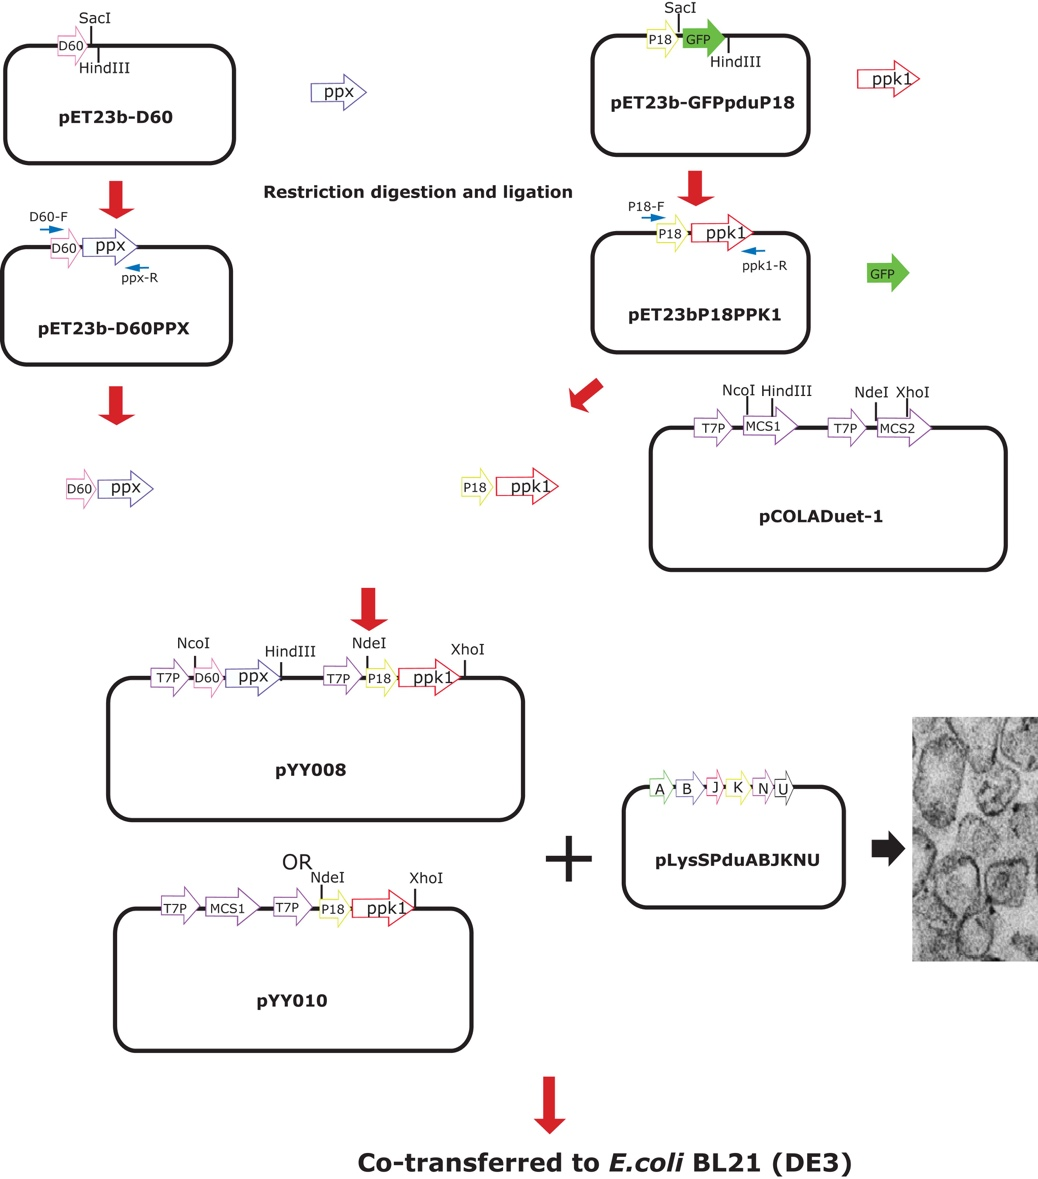 SacI
D60
HindIII
pET23b-D60
ppx
SacI
P18
GFP
HindIII
pET23b-GFPpduP18
ppk1
Restriction digestion and ligation
D60-F
D60
ppx
ppx-R
pET23b-D60PPX
P18-F
P18
ppk1
ppk1-R
pET23bP18PPK1
GFP
D60
ppx
P18
ppk1
NcoI HindIII
NdeI XhoI
T7P
MCS1
T7P
MCS2
pCOLADuet-1
NcoI
HindIII
NdeI
XhoI
T7P
D60
ppx
T7P
P18
ppk1
pYY008
OR
NdeI
XhoI
T7P
MCS1
T7P
P18
ppk1
pYY010
+
A B J K N U
pLysSPduABJKNU
Co-transferred to E.coli BL21 (DE3)